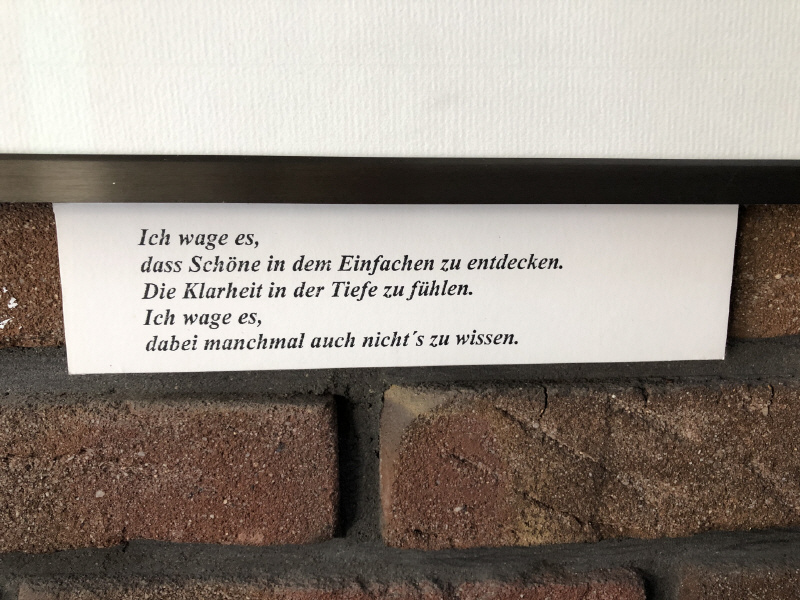 Ich wage es,
dass Schöne in dem Einfachen zu entdecken.
Die Klarheit in der Tiefe zu fühlen.
Ich wage es,
dabei manchmal auch nicht´s zu wissen.